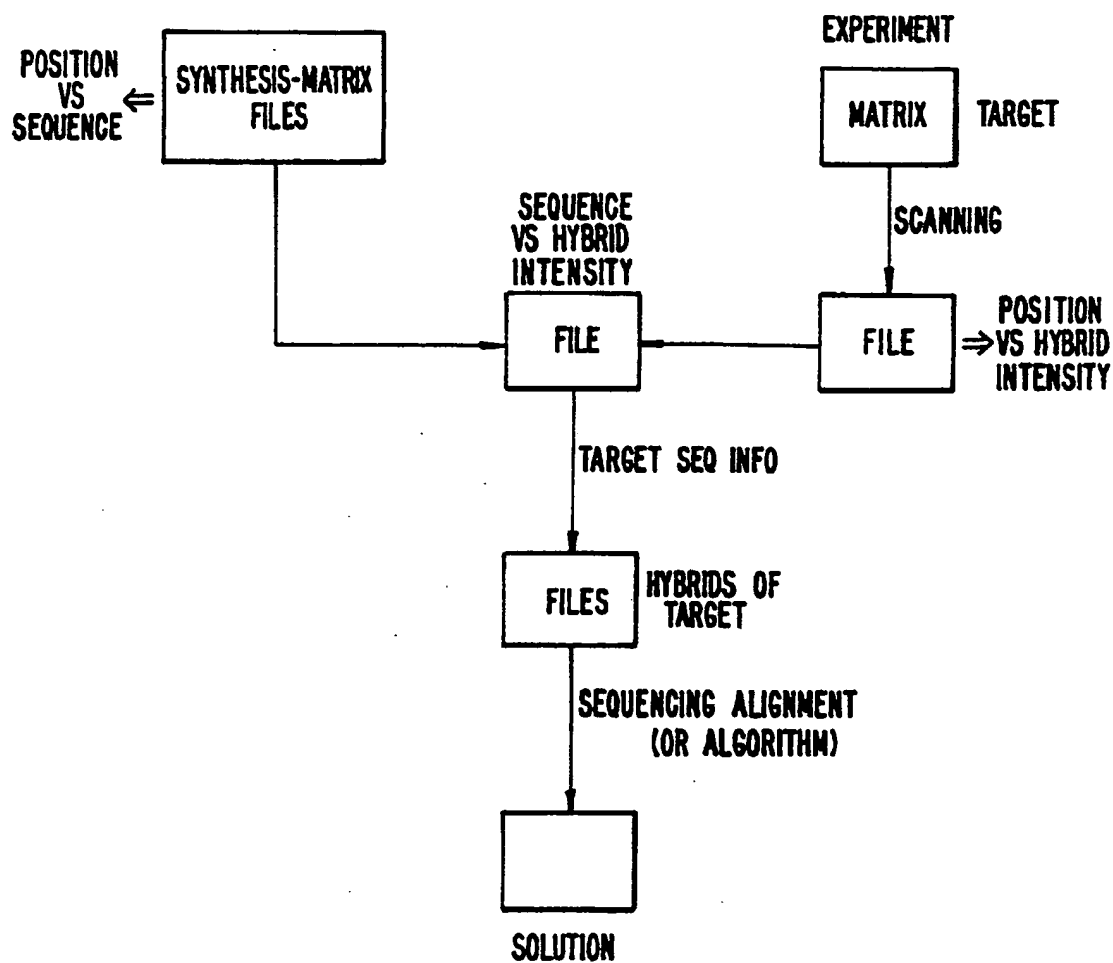 POSITION
VS
SEQUENCE
SYNTHESIS-MATRIX
FILES
EXPERIMENT
MATRIX
TARGET
SCANNING
SEQUENCE
VS HYBRID
INTENSITY
FILE
FILE
POSITION
VS HYBRID
INTENSITY
TARGET SEQ INFO
FILES
HYBRIDS OF
TARGET
SEQUENCING ALIGNMENT
(OR ALGORITHM)
SOLUTION